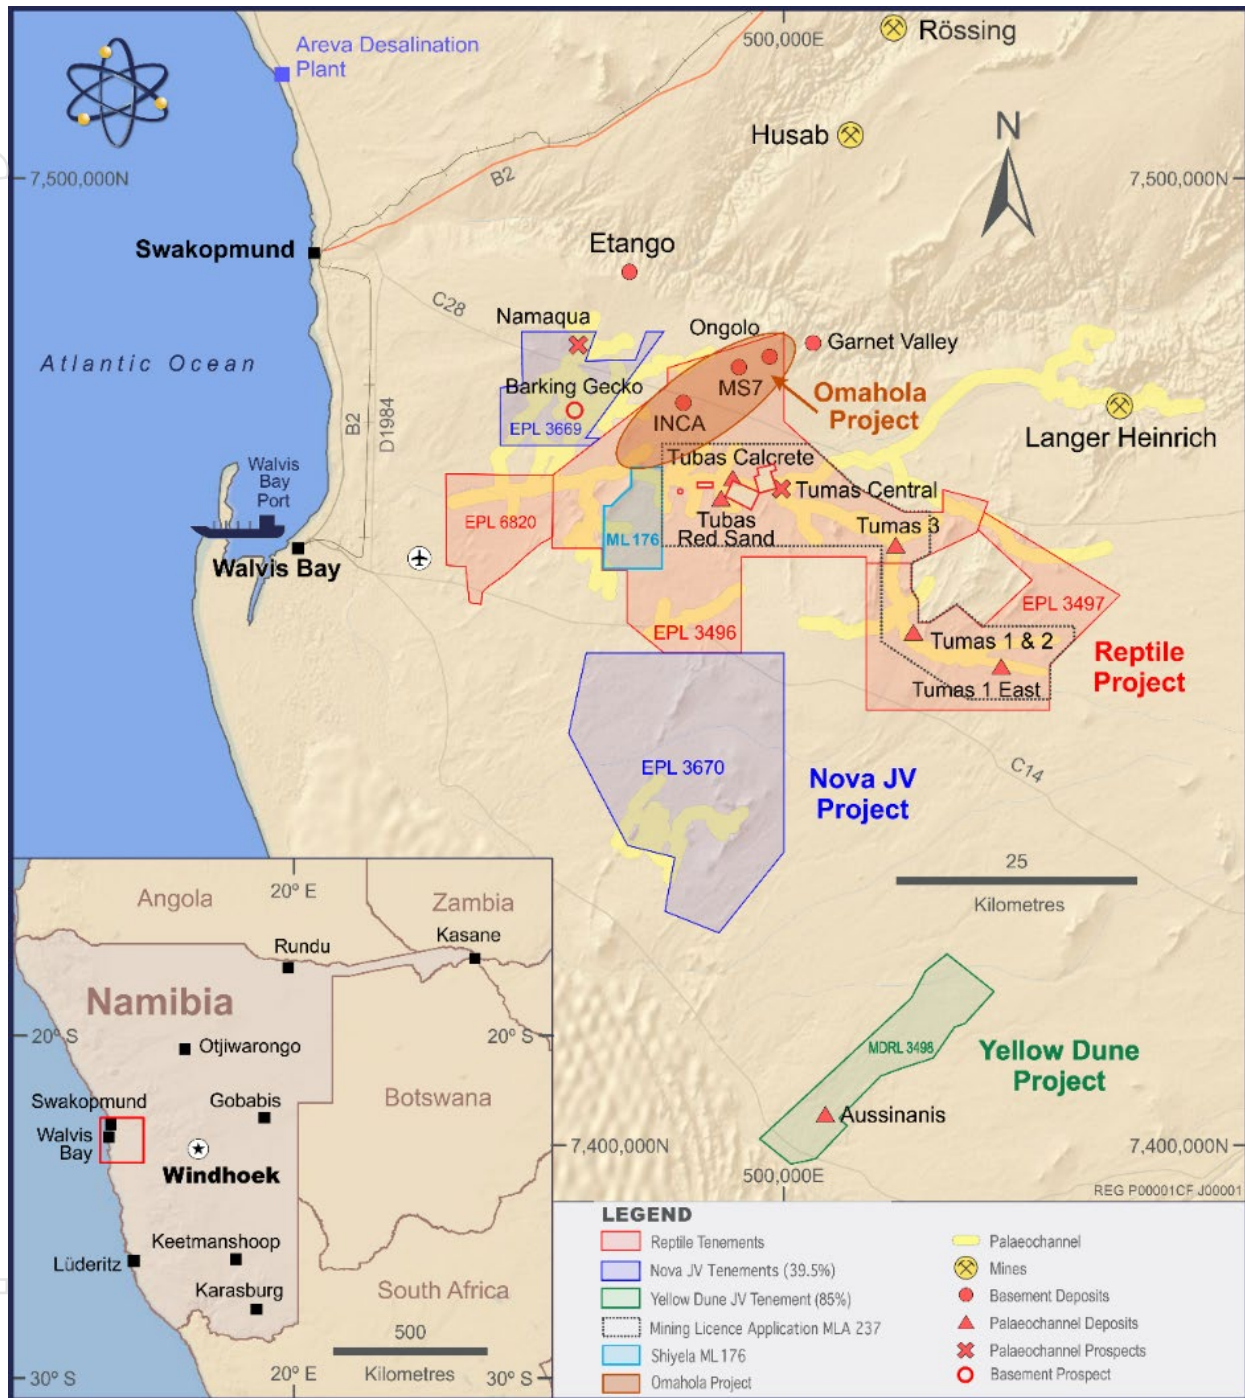 Areva Desalination
Plant
500,000E
Rössing
Husab
N
7,500,000N
7,500,000N
B2
Swakopmund
Etango
C28
Namaqua
Ongolo
Garnet Valley
Atlantic Ocean
Barking Gecko
MS7
Omahola
Project
B2
D1984
EPL 3669
INCA
Langer Heinrich
Tubas Calcrete
Walvis
Bay
Port
Tumas Central
EPL 6820
Tubas
Red Sand
Tumas 3
ML 176
Walvis Bay
EPL 3497
EPL 3496
Tumas 1 & 2
Reptile
Project
Tumas 1 East
EPL 3670
C14
Nova JV
Project
25
Kilometres
Angola
20° E
Zambia
Rundu
Kasane
Namibia
20° S
20° S
Otjiwarongo
Swakopmund
Gobabis
Botswana
Walvis
Bay
Windhoek
MDRL 3498
Yellow Dune
Project
Aussinanis
7,400,000N
7,400,000N
500,000E
REG P00001CF J00001
Keetmanshoop
Lüderitz
Karasburg
South Africa
500
Kilometres
30° S
20° E
30° S
LEGEND
Reptile Tenements
Nova JV Tenements (39.5%)
Yellow Dune JV Tenement (85%)
Mining Licence Application MLA 237
Shiyela ML 176
Omahola Project
Palaeochannel
Mines
Basement Deposits
Palaeochannel Deposits
Palaeochannel Prospects
Basement Prospect